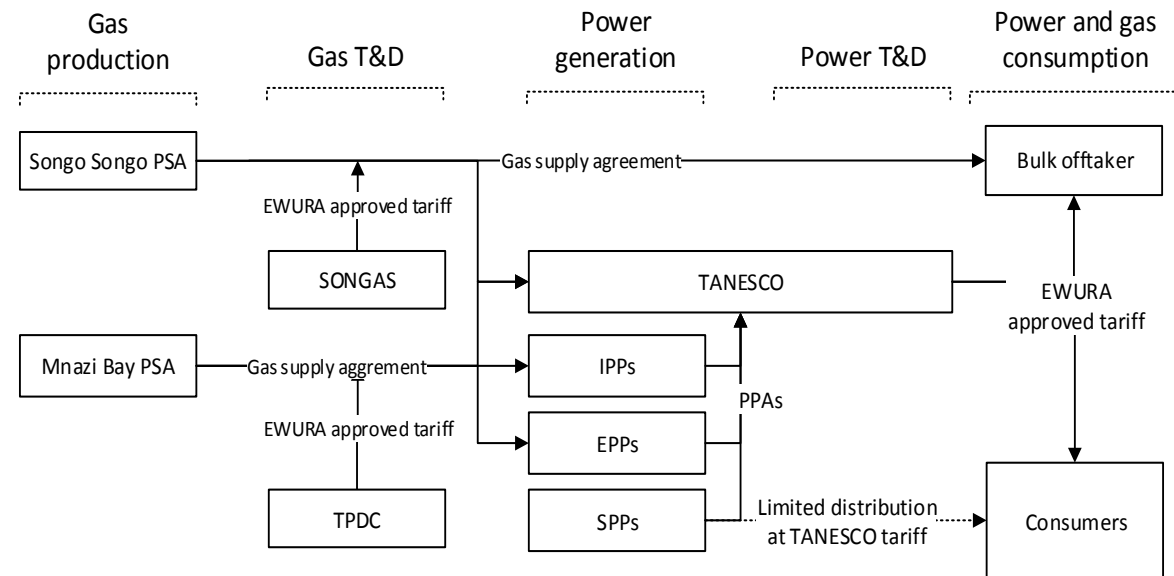 Gas
production
Gas T&D
Power
generation
Power T&D
Power and gas
consumption
Songo Songo PSA
Gas supply agreement
Bulk offtaker
EWURA approved tariff
SONGAS
TANESCO
EWURA
approved tariff
Mnazi Bay PSA
Gas supply aggrement
IPPs
PPAs
EWURA approved tariff
EPPs
TPDC
SPPs
Limited distribution
at TANESCO tariff
Consumers